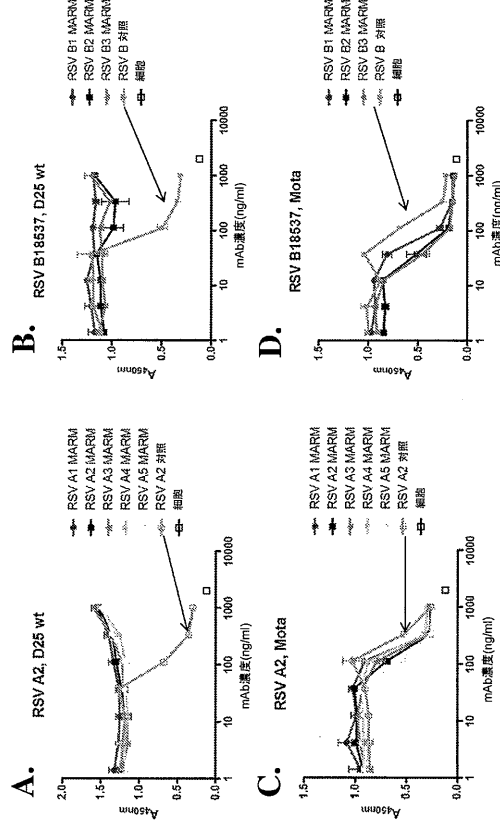 A.
RSV A2, D25 wt
2.0
1.5
1.0
0.5
0.0
A450nm
1
10
100
1000
10000
mAb濃度(ng/ml)
RSV A1 MARM
RSV A2 MARM
RSV A3 MARM
RSV A4 MARM
RSV A5 MARM
RSV A2 対照
細胞
B.
RSV B18537, D25 wt
1.5
1.0
0.5
0.0
A450nm
1
10
100
1000
10000
mAb濃度(ng/ml)
RSV B1 MARM
RSV B2 MARM
RSV B3 MARM
RSV B 対照
細胞
C.
RSV A2, Mota
1.5
1.0
0.5
0.0
A450nm
1
10
100
1000
10000
mAb濃度(ng/ml)
RSV A1 MARM
RSV A2 MARM
RSV A3 MARM
RSV A4 MARM
RSV A5 MARM
RSV A2 対照
細胞
D.
RSV B18537, Mota
1.5
1.0
0.5
0.0
A450nm
1
10
100
1000
10000
mAb濃度(ng/ml)
RSV B1 MARM
RSV B2 MARM
RSV B3 MARM
RSV B 対照
細胞